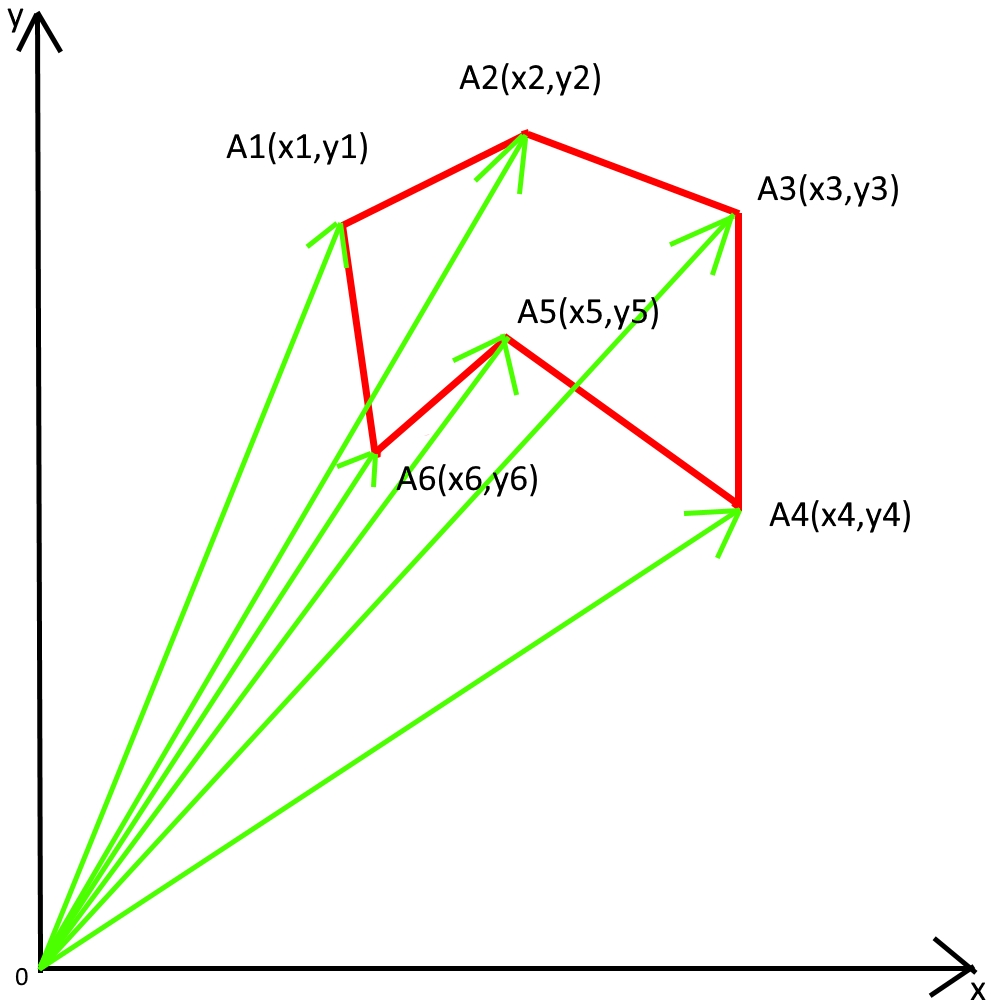 y
A2(x2,y2)
A1(x1,y1)
A3(x3,y3)
A5(x5,y5)
A6(x6,y6)
A4(x4,y4)
0
x